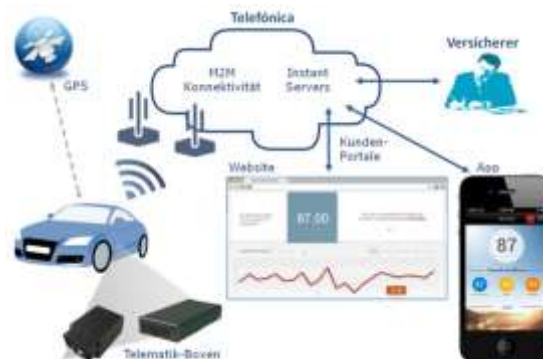 Telefónica
GPS
M2M
Konnektivität
Instant
Servers
Versicherer
Kunden-
Portale
Website
App
87.00
87
Telematik-Boxen